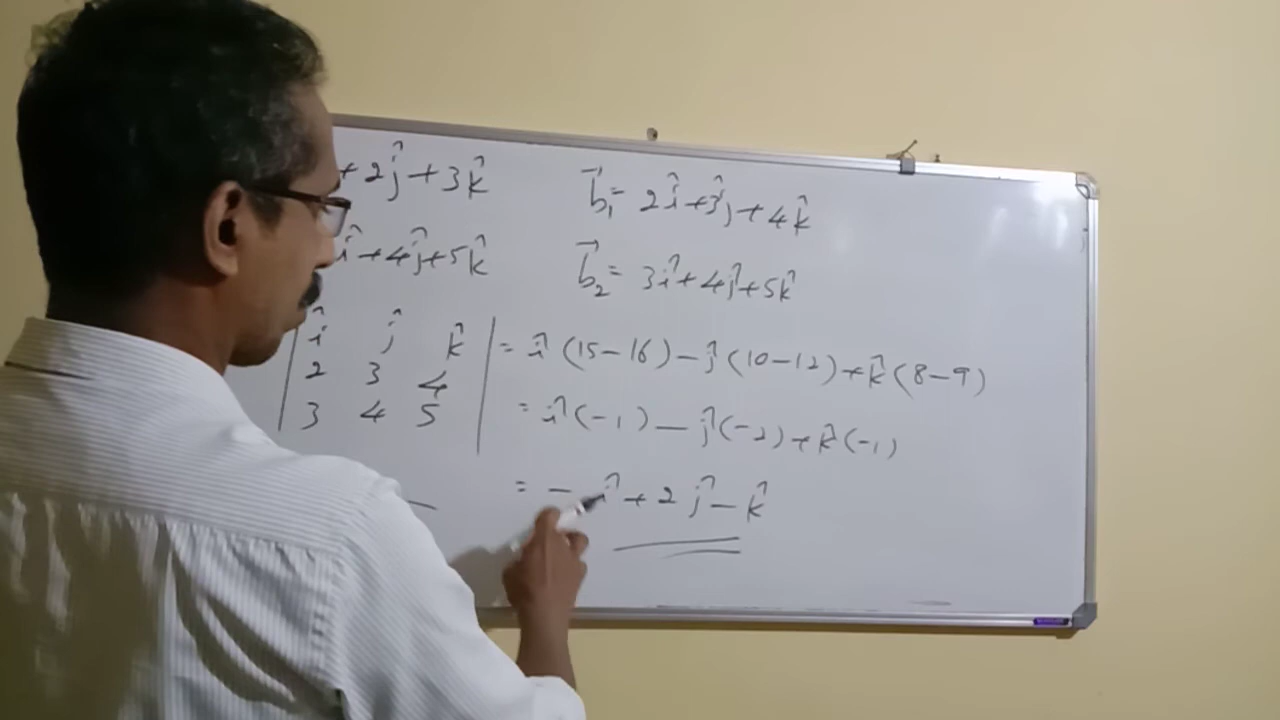 + 2ĵ + 3k̂
b⃗₁ = 2î + 3ĵ + 4k̂
î + 4ĵ + 5k̂
b⃗₂ = 3î + 4ĵ + 5k̂
| î ĵ k̂ | = î (15 - 16) - ĵ (10 - 12) + k̂ (8 - 9)
2 3 4
3 4 5
= î (-1) - ĵ (-2) + k̂ (-1)
= - î + 2 ĵ - k̂